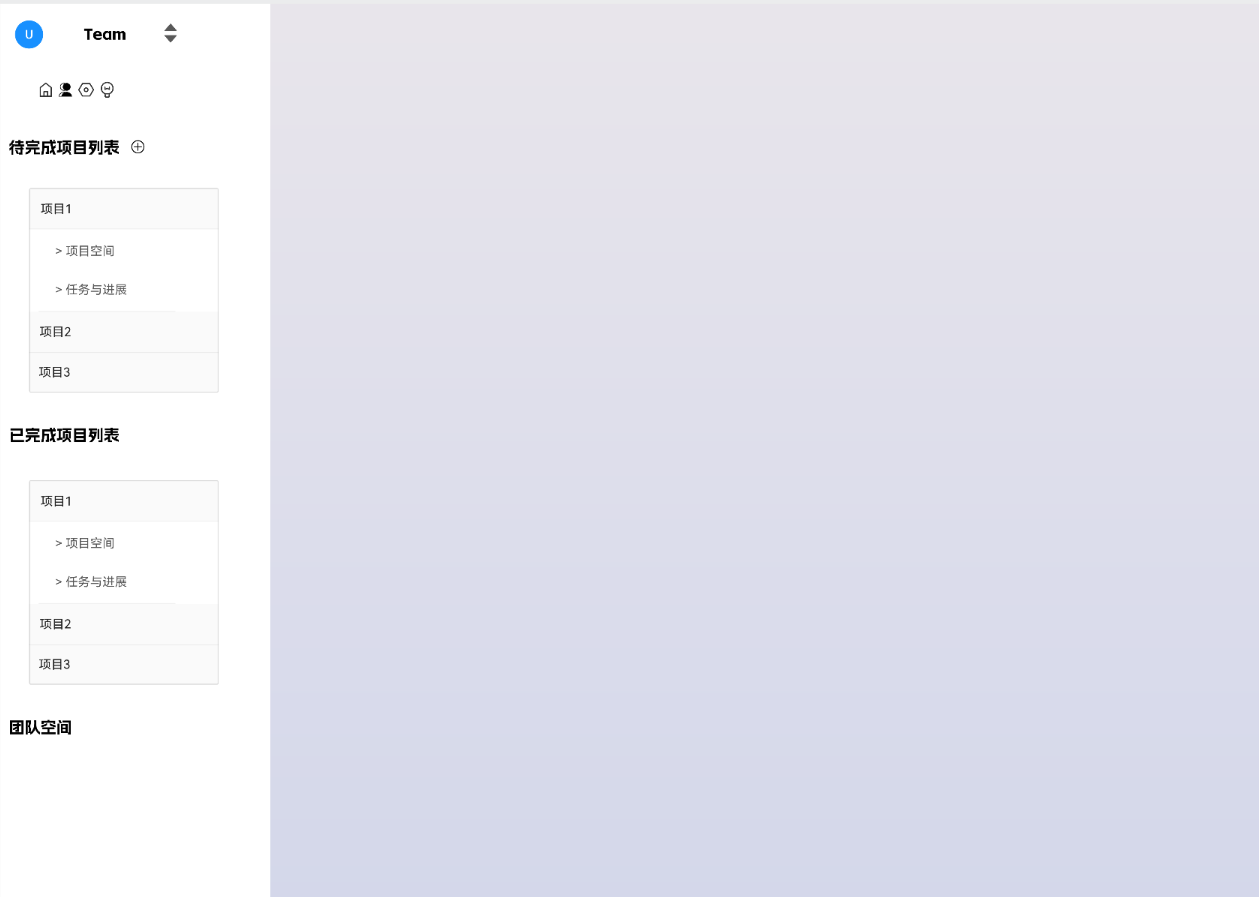 U Team
待完成项目列表
项目1
> 项目空间
> 任务与进展
项目2
项目3
已完成项目列表
项目1
> 项目空间
> 任务与进展
项目2
项目3
团队空间